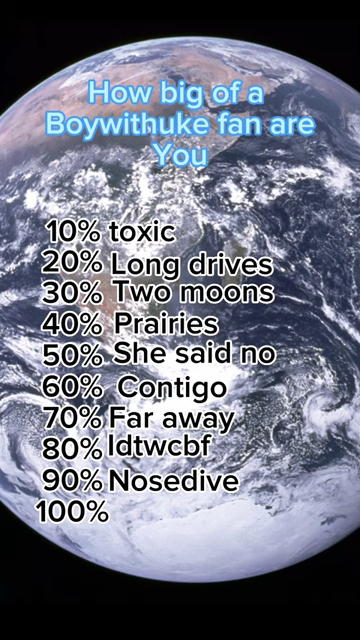 How big of a
Boywithuke fan are
You
10% toxic
20% Long drives
30% Two moons
40% Prairies
50% She said no
60% Contigo
70% Far away
80% Idtwcbf
90% Nosedive
100%